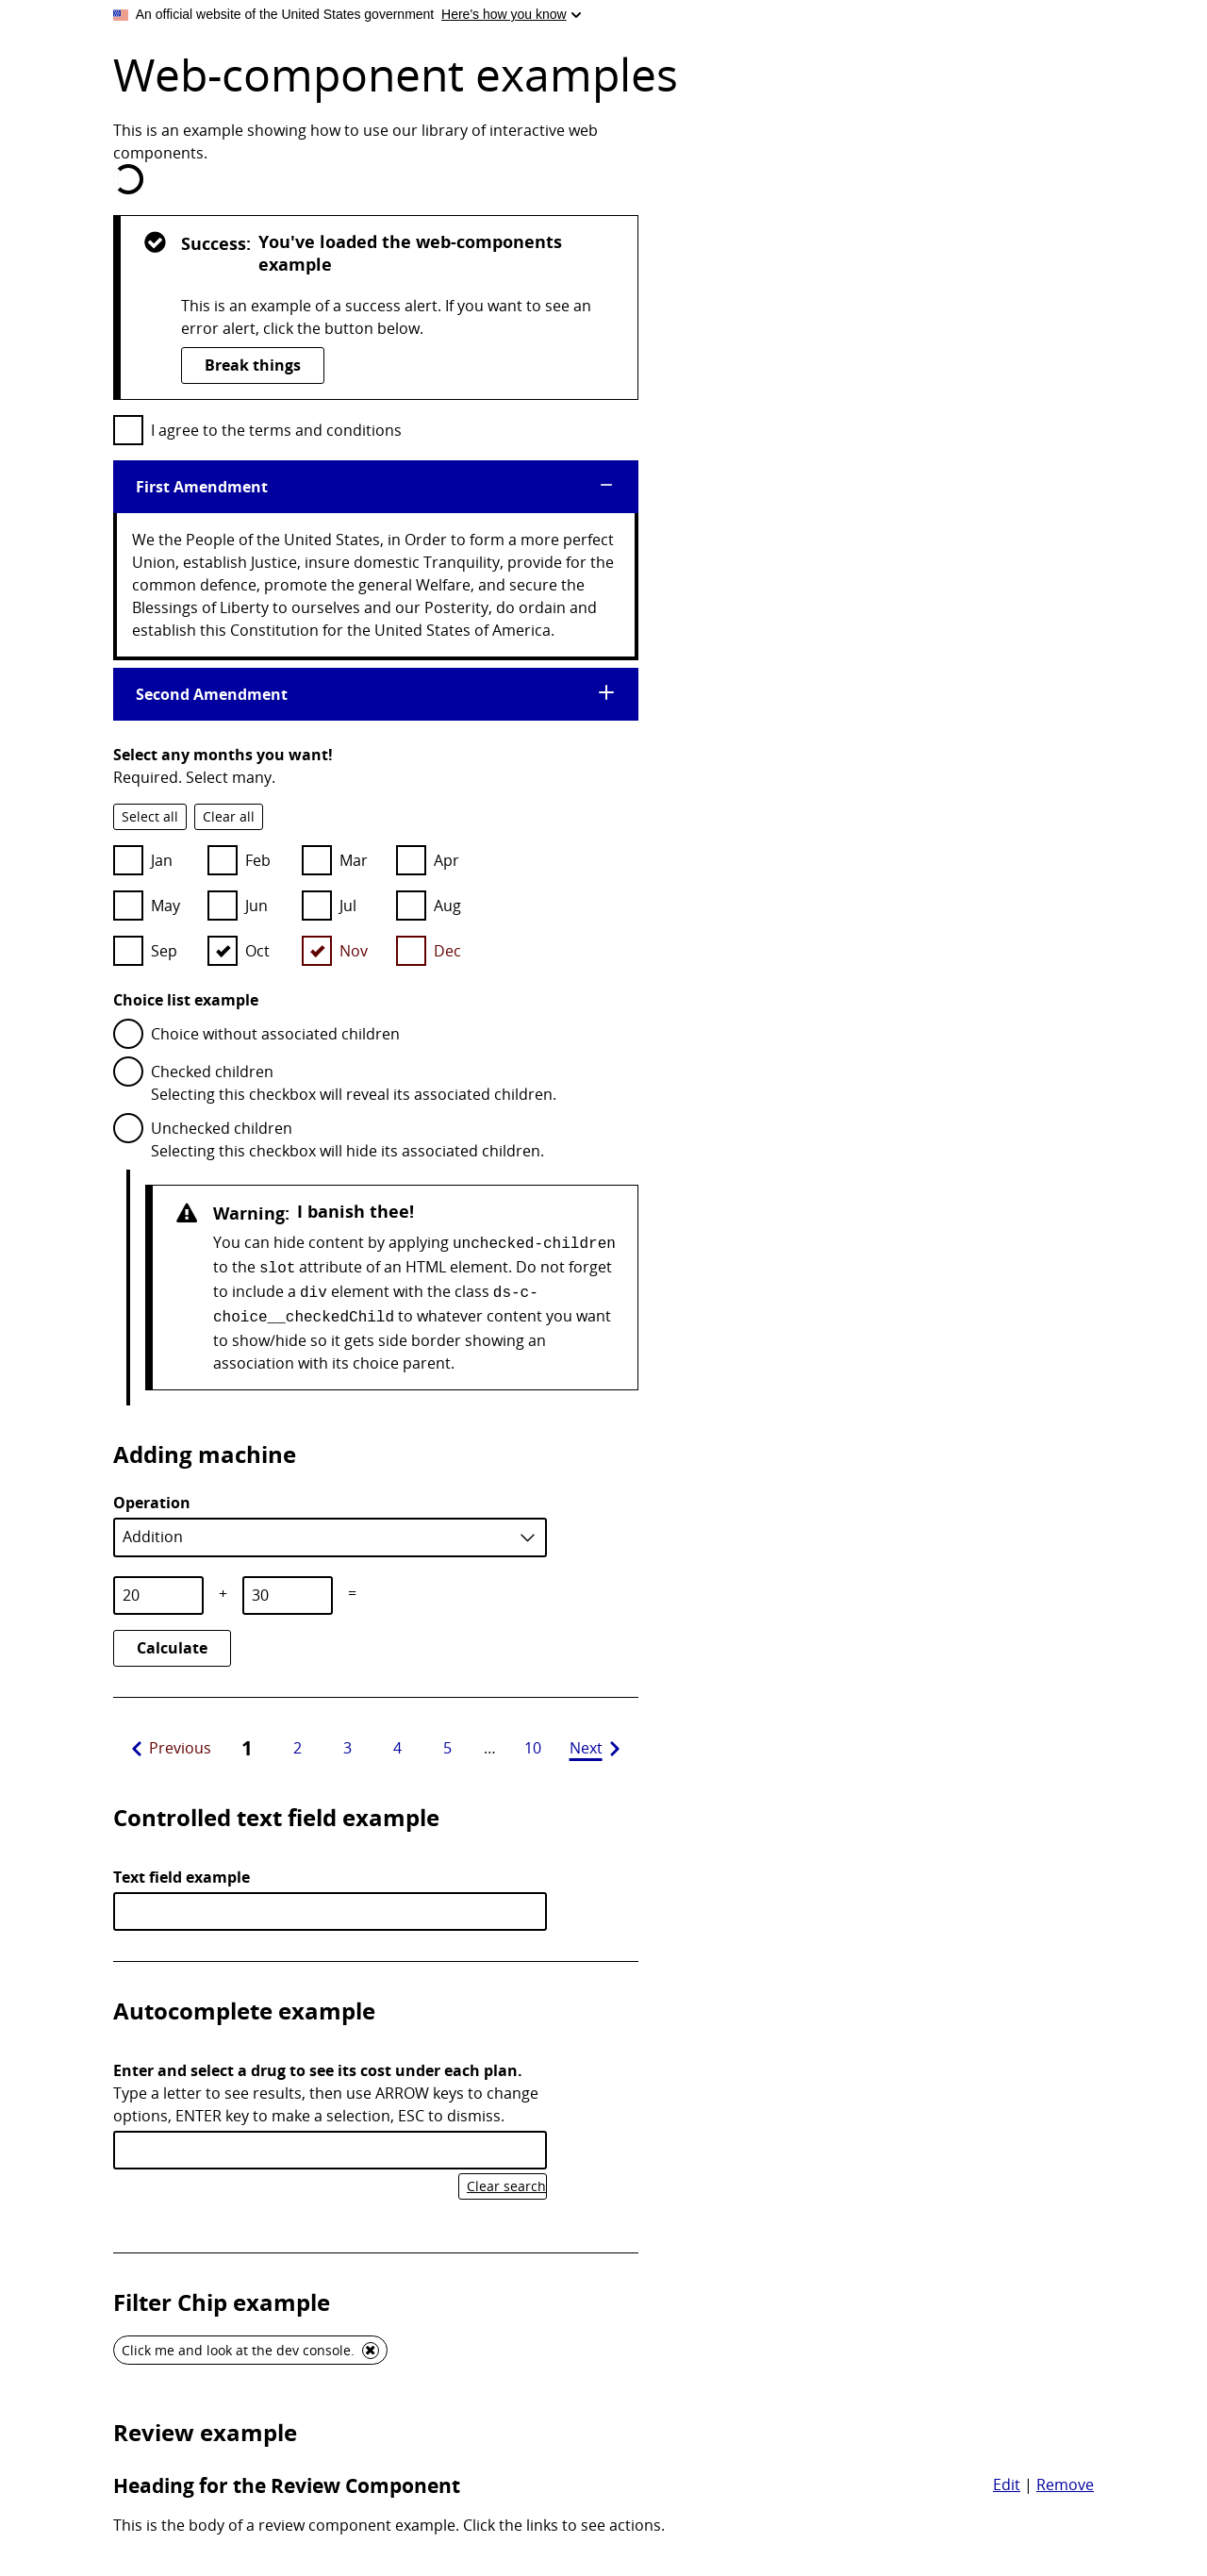 An official website of the United States government Here's how you know
Web-component examples
This is an example showing how to use our library of interactive web
components.
Success: You've loaded the web-components
example
This is an example of a success alert. If you want to see an
error alert, click the button below.
Break things
I agree to the terms and conditions
First Amendment
We the People of the United States, in Order to form a more perfect
Union, establish Justice, insure domestic Tranquility, provide for the
common defence, promote the general Welfare, and secure the
Blessings of Liberty to ourselves and our Posterity, do ordain and
establish this Constitution for the United States of America.
Second Amendment
Select any months you want!
Required. Select many.
Select all Clear all
Jan Feb Mar Apr
May Jun Jul Aug
Sep Oct Nov Dec
Choice list example
Choice without associated children
Checked children
Selecting this checkbox will reveal its associated children.
Unchecked children
Selecting this checkbox will hide its associated children.
Warning: I banish thee!
You can hide content by applying unchecked-children
to the slot attribute of an HTML element. Do not forget
to include a div element with the class ds-c-
choice__checkedChild to whatever content you want
to show/hide so it gets side border showing an
association with its choice parent.
Adding machine
Operation
Addition
20 + 30 =
Calculate
Previous 1 2 3 4 5 … 10 Next
Controlled text field example
Text field example
Autocomplete example
Enter and select a drug to see its cost under each plan.
Type a letter to see results, then use ARROW keys to change
options, ENTER key to make a selection, ESC to dismiss.
Clear search
Filter Chip example
Click me and look at the dev console.
Review example
Heading for the Review Component Edit | Remove
This is the body of a review component example. Click the links to see actions.